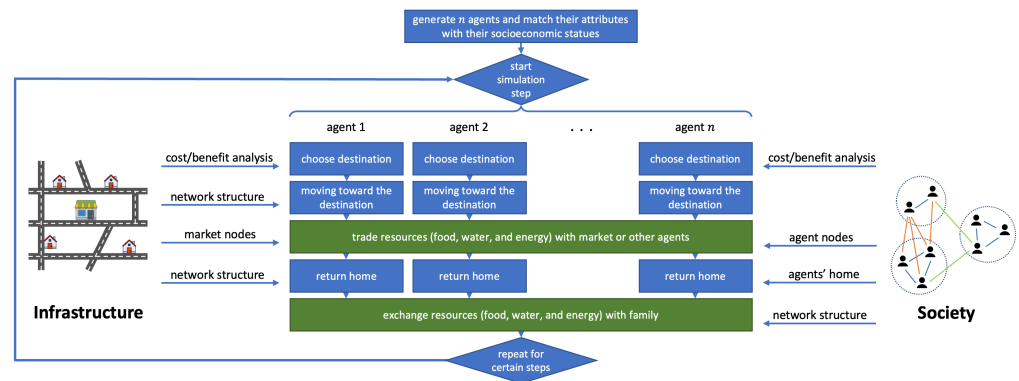 generate n agents and match their attributes
with their socioeconomic statues
start
simulation
step
agent 1
agent 2
. . .
agent n
cost/benefit analysis
choose destination
choose destination
choose destination
cost/benefit analysis
network structure
moving toward the
destination
moving toward the
destination
moving toward the
destination
market nodes
trade resources (food, water, and energy) with market or other agents
agent nodes
network structure
return home
return home
return home
agents' home
Infrastructure
exchange resources (food, water, and energy) with family
network structure
Society
repeat for
certain steps